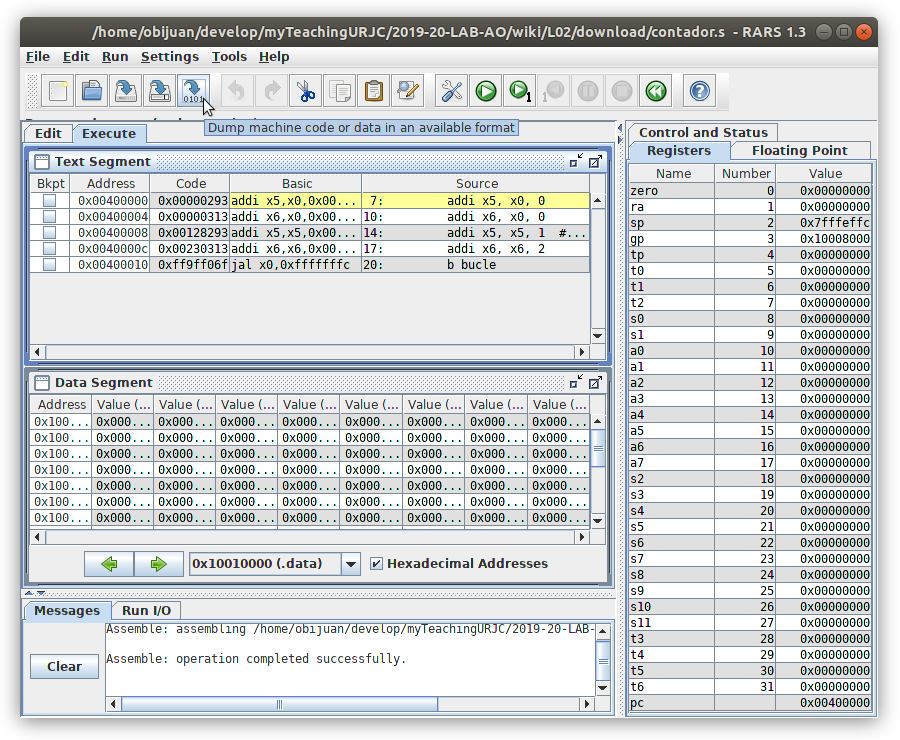 /home/obijuan/develop/myTeachingURJC/2019-20-LAB-AO/wiki/L02/download/contador.s - RARS 1.3
File Edit Run Settings Tools Help
Dump machine code or data in an available format
Edit Execute
Text Segment
Bkpt Address Code Basic Source
0x00400000 0x00000293 addi x5,x0,0x00... 7: addi x5, x0, 0
0x00400004 0x00000313 addi x6,x0,0x00... 10: addi x6, x0, 0
0x00400008 0x00128293 addi x5,x5,0x00... 14: addi x5, x5, 1 #...
0x0040000c 0x00230313 addi x6,x6,0x00... 17: addi x6, x6, 2
0x00400010 0xff9ff06f jal x0,0xfffffffc 20: b bucle
Data Segment
Address Value (... Value (... Value (... Value (... Value (... Value (... Value (... Value (...
0x100... 0x000... 0x000... 0x000... 0x000... 0x000... 0x000... 0x000... 0x000...
0x100... 0x000... 0x000... 0x000... 0x000... 0x000... 0x000... 0x000... 0x000...
0x100... 0x000... 0x000... 0x000... 0x000... 0x000... 0x000... 0x000... 0x000...
0x100... 0x000... 0x000... 0x000... 0x000... 0x000... 0x000... 0x000... 0x000...
0x100... 0x000... 0x000... 0x000... 0x000... 0x000... 0x000... 0x000... 0x000...
0x100... 0x000... 0x000... 0x000... 0x000... 0x000... 0x000... 0x000... 0x000...
0x100... 0x000... 0x000... 0x000... 0x000... 0x000... 0x000... 0x000... 0x000...
0x10010000 (.data) Hexadecimal Addresses
Messages Run I/O
Assemble: assembling /home/obijuan/develop/myTeachingURJC/2019-20-LAB-
Assemble: operation completed successfully.
Clear
Control and Status
Registers Floating Point
Name Number Value
zero 0 0x00000000
ra 1 0x00000000
sp 2 0x7fffeffc
gp 3 0x10008000
tp 4 0x00000000
t0 5 0x00000000
t1 6 0x00000000
t2 7 0x00000000
s0 8 0x00000000
s1 9 0x00000000
a0 10 0x00000000
a1 11 0x00000000
a2 12 0x00000000
a3 13 0x00000000
a4 14 0x00000000
a5 15 0x00000000
a6 16 0x00000000
a7 17 0x00000000
s2 18 0x00000000
s3 19 0x00000000
s4 20 0x00000000
s5 21 0x00000000
s6 22 0x00000000
s7 23 0x00000000
s8 24 0x00000000
s9 25 0x00000000
s10 26 0x00000000
s11 27 0x00000000
t3 28 0x00000000
t4 29 0x00000000
t5 30 0x00000000
t6 31 0x00000000
pc 0x00400000